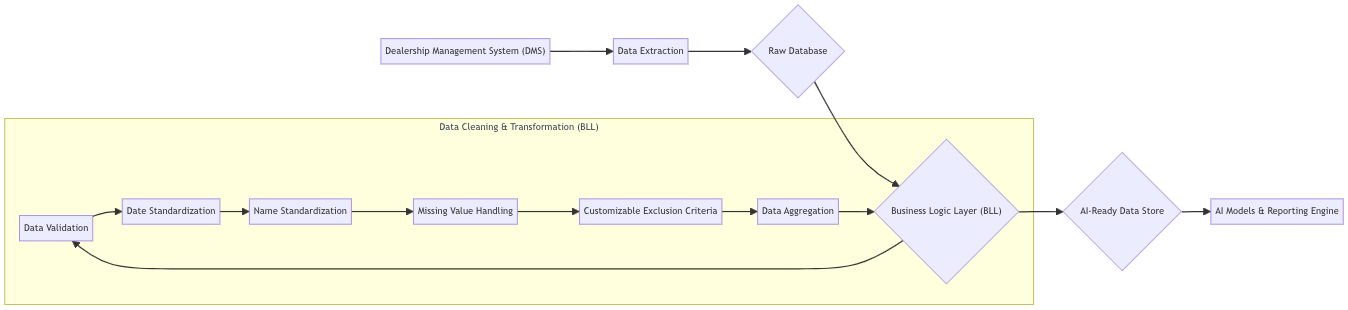 Dealership Management System (DMS)
Data Extraction
Raw Database
Data Cleaning & Transformation (BLL)
Data Validation
Date Standardization
Name Standardization
Missing Value Handling
Customizable Exclusion Criteria
Data Aggregation
Business Logic Layer (BLL)
AI-Ready Data Store
AI Models & Reporting Engine